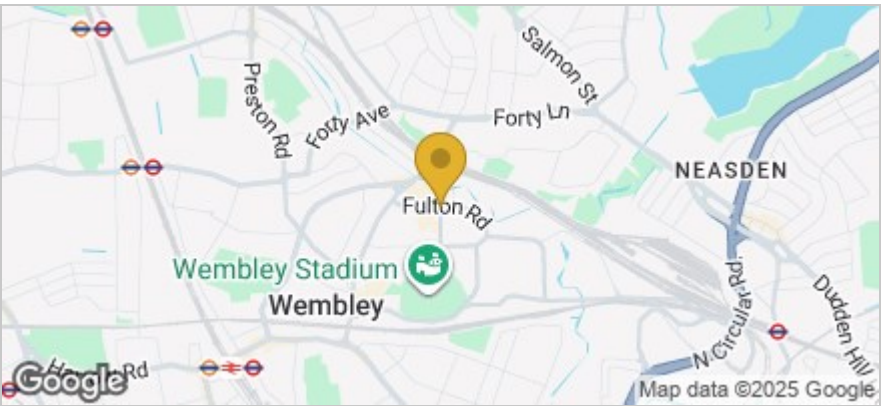 Salmon St
Preston Rd
Forty Ave
Forty Ln
NEASDEN
Fulton Rd
Wembley Stadium
Wembley
N Circular Rd
Dudden Hill
Rd
Google
Map data ©2025 Google